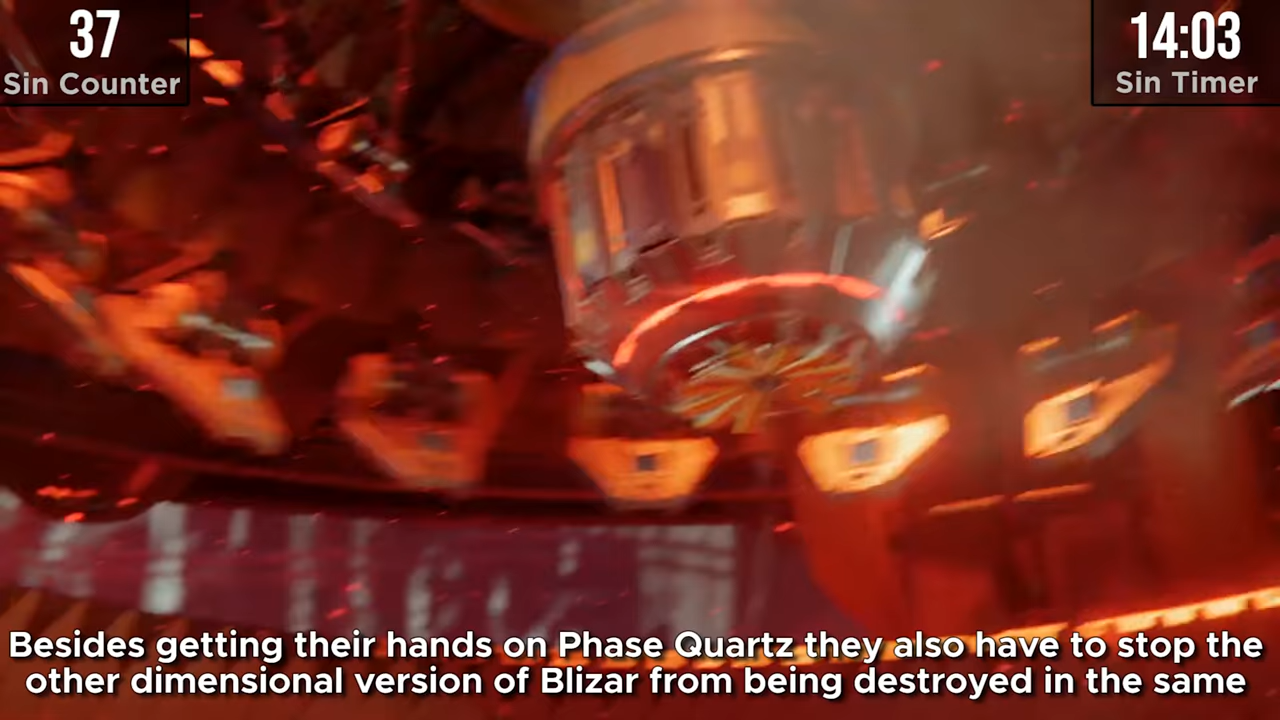 37
Sin Counter
14:03
Sin Timer
Besides getting their hands on Phase Quartz they also have to stop the
other dimensional version of Blizar from being destroyed in the same